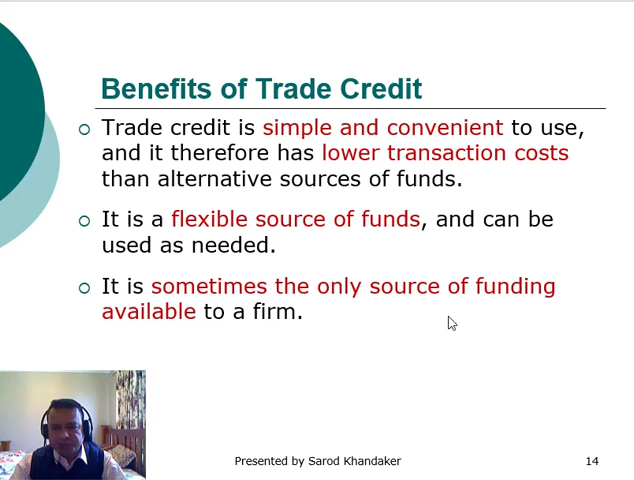 Benefits of Trade Credit
Trade credit is simple and convenient to use,
and it therefore has lower transaction costs
than alternative sources of funds.
It is a flexible source of funds, and can be
used as needed.
It is sometimes the only source of funding
available to a firm.
Presented by Sarod Khandaker
14